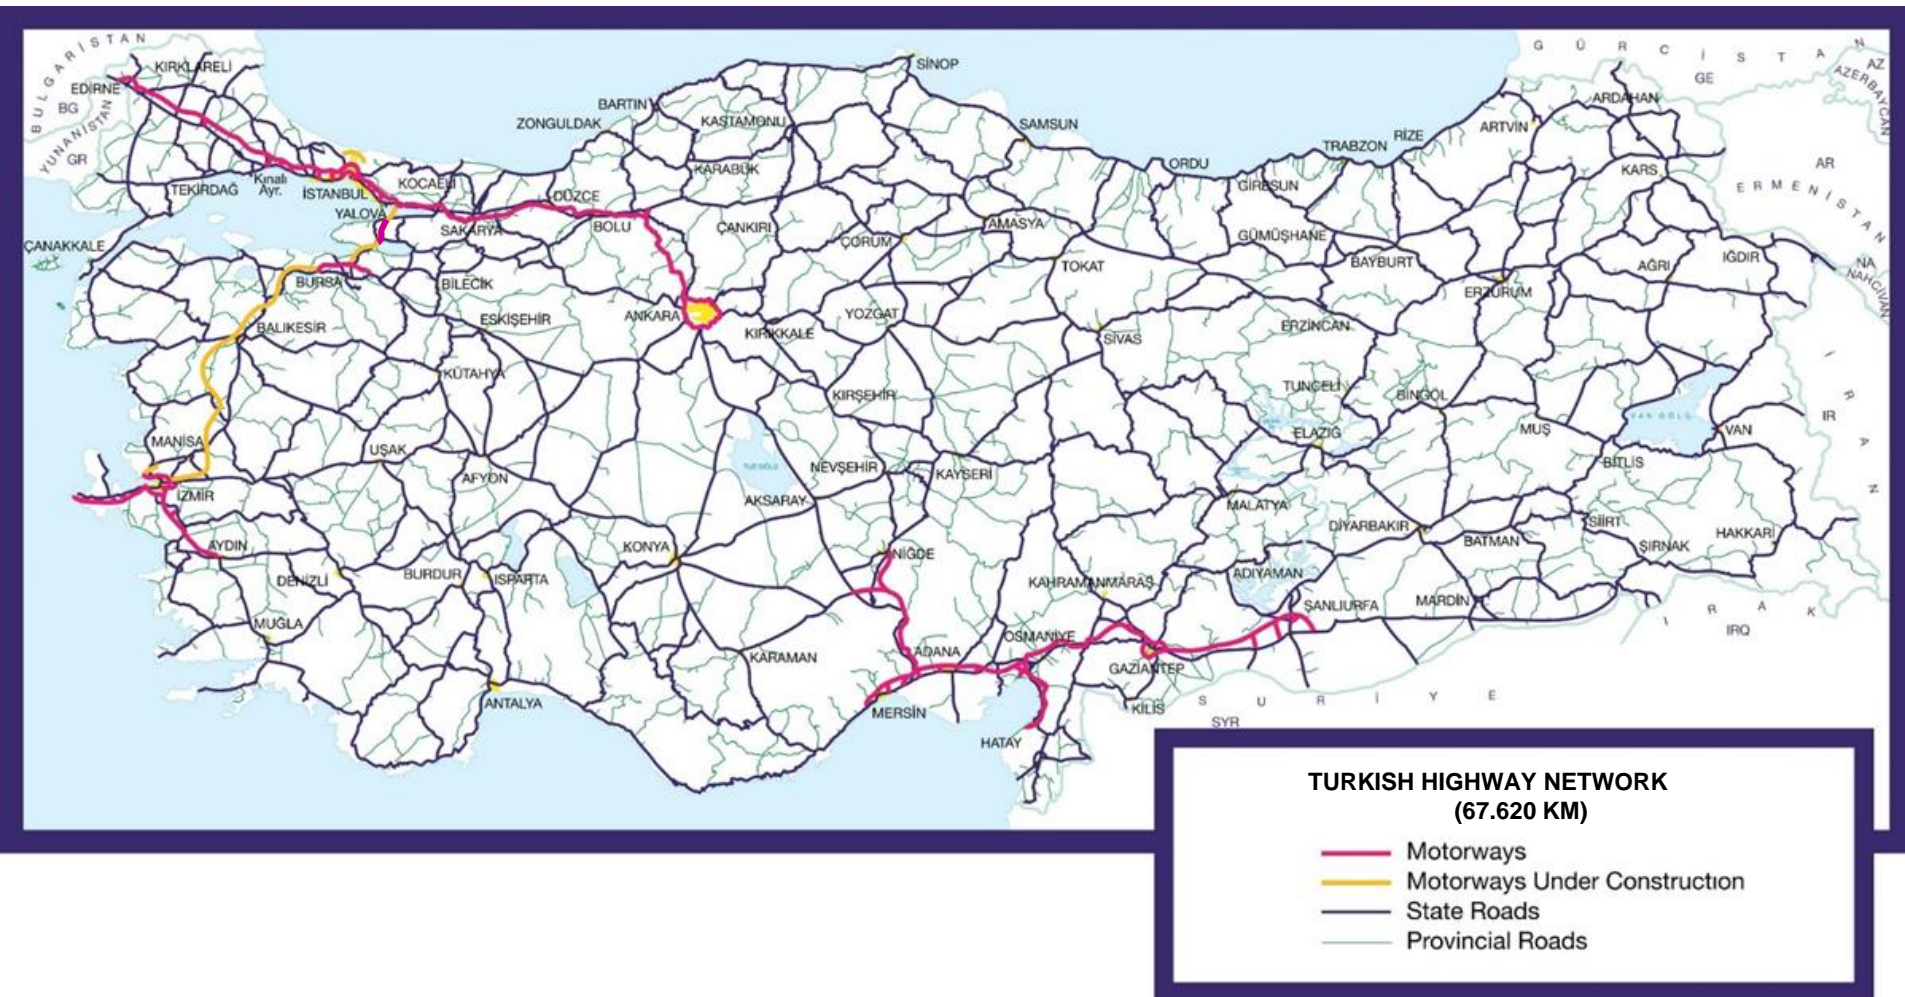 BULGARİSTAN
KIRKLARELİ
EDİRNE
BG
YUNANİSTAN
GR
TEKİRDAĞ
Kınalı
Ayr.
İSTANBUL
KOCAELİ
YALOVA
ÇANAKKALE
SAKARYA
DÜZCE
BOLU
ZONGULDAK
BARTIN
KASTAMONU
KARABÜK
SİNOP
SAMSUN
ORDU
GİRESUN
TRABZON
RİZE
ARTVİN
ARDAHAN
KARS
GÜRCİSTAN
GE
AZ
AZERBAYCAN
AR
ERMENİSTAN
NA
NAHCİVAN
ÇANKIRI
ÇORUM
AMASYA
TOKAT
GÜMÜŞHANE
BAYBURT
ERZURUM
AĞRI
IĞDIR
BURSA
BİLECİK
ESKİŞEHİR
ANKARA
KIRIKKALE
YOZGAT
SİVAS
ERZİNCAN
BALIKESİR
KÜTAHYA
KIRŞEHİR
TUNCELİ
BİNGÖL
MUŞ
VAN GÖLÜ
VAN
BİTLİS
İRAN
IR
MANİSA
UŞAK
AFYON
TUZ GÖLÜ
NEVŞEHİR
KAYSERİ
ELAZIĞ
MALATYA
İZMİR
AKSARAY
DİYARBAKIR
BATMAN
SİİRT
ŞIRNAK
HAKKARİ
AYDIN
DENİZLİ
BURDUR
ISPARTA
KONYA
NİĞDE
KAHRAMANMARAŞ
ADIYAMAN
ŞANLIURFA
MARDİN
IRAK
IRQ
MUĞLA
KARAMAN
ADANA
OSMANİYE
GAZİANTEP
ANTALYA
MERSİN
KİLİS
HATAY
SURİYE
SYR
TURKISH HIGHWAY NETWORK
(67.620 KM)
Motorways
Motorways Under Construction
State Roads
Provincial Roads